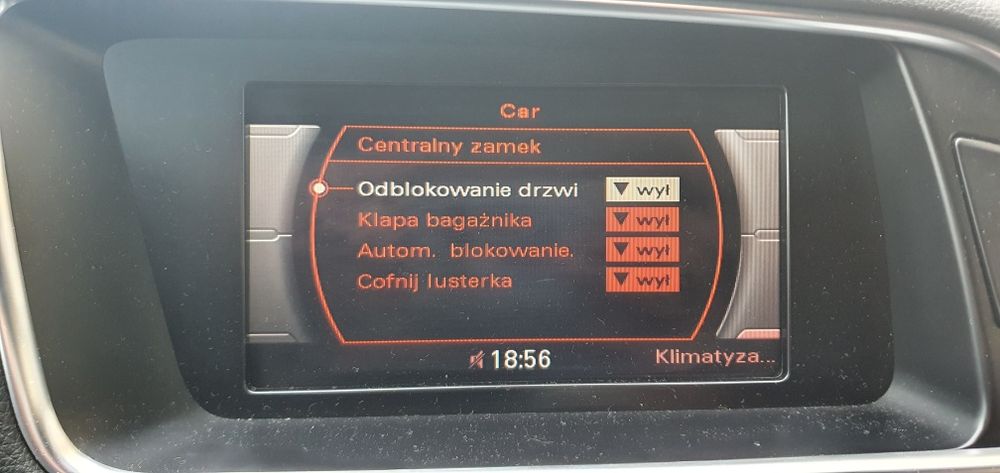 Car
Centralny zamek
Odblokowanie drzwi ▼ wył
Klapa bagażnika ▼ wył
Autom. blokowanie. ▼ wył
Cofnij lusterka ▼ wył
18:56 Klimatyza...